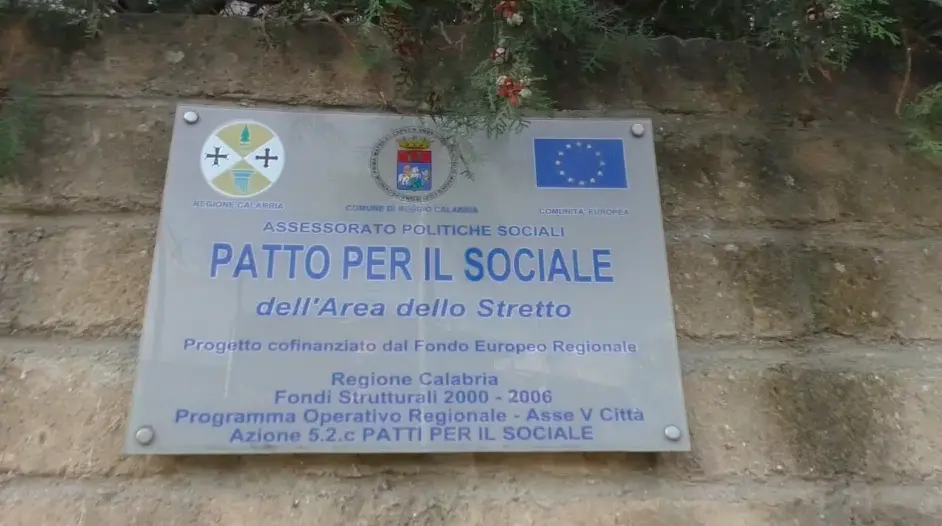 REGIONE CALABRIA
COMUNE DI REGGIO CALABRIA
COMUNITA' EUROPEA
ASSESSORATO POLITICHE SOCIALI
PATTO PER IL SOCIALE
dell'Area dello Stretto
Progetto cofinanziato dal Fondo Europeo Regionale
Regione Calabria
Fondi Strutturali 2000 - 2006
Programma Operativo Regionale - Asse V Città
Azione 5.2.c PATTI PER IL SOCIALE